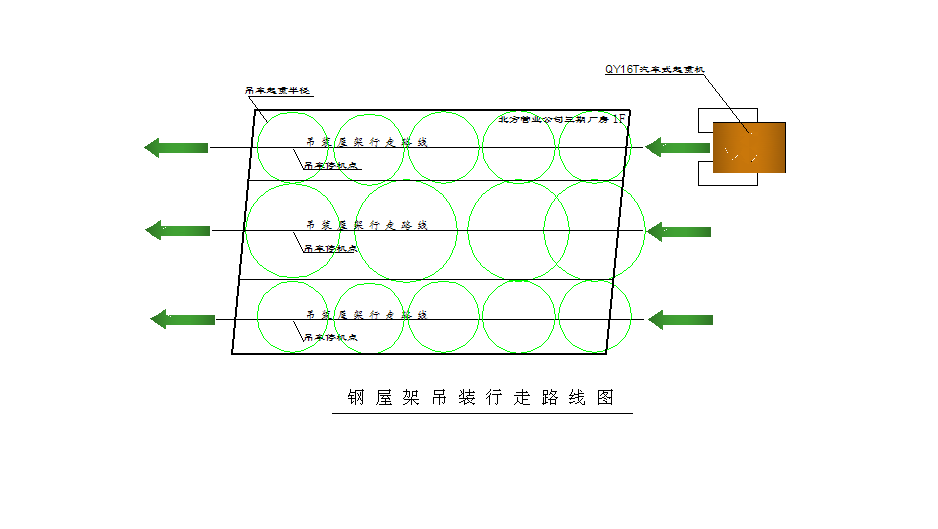 QY16T汽车式起重机
吊车起重半径
北方营业公司三期厂房1F
吊装屋架行走路线
吊车停机点
吊装屋架行走路线
吊车停机点
吊装屋架行走路线
吊车停机点
钢屋架吊装行走路线图